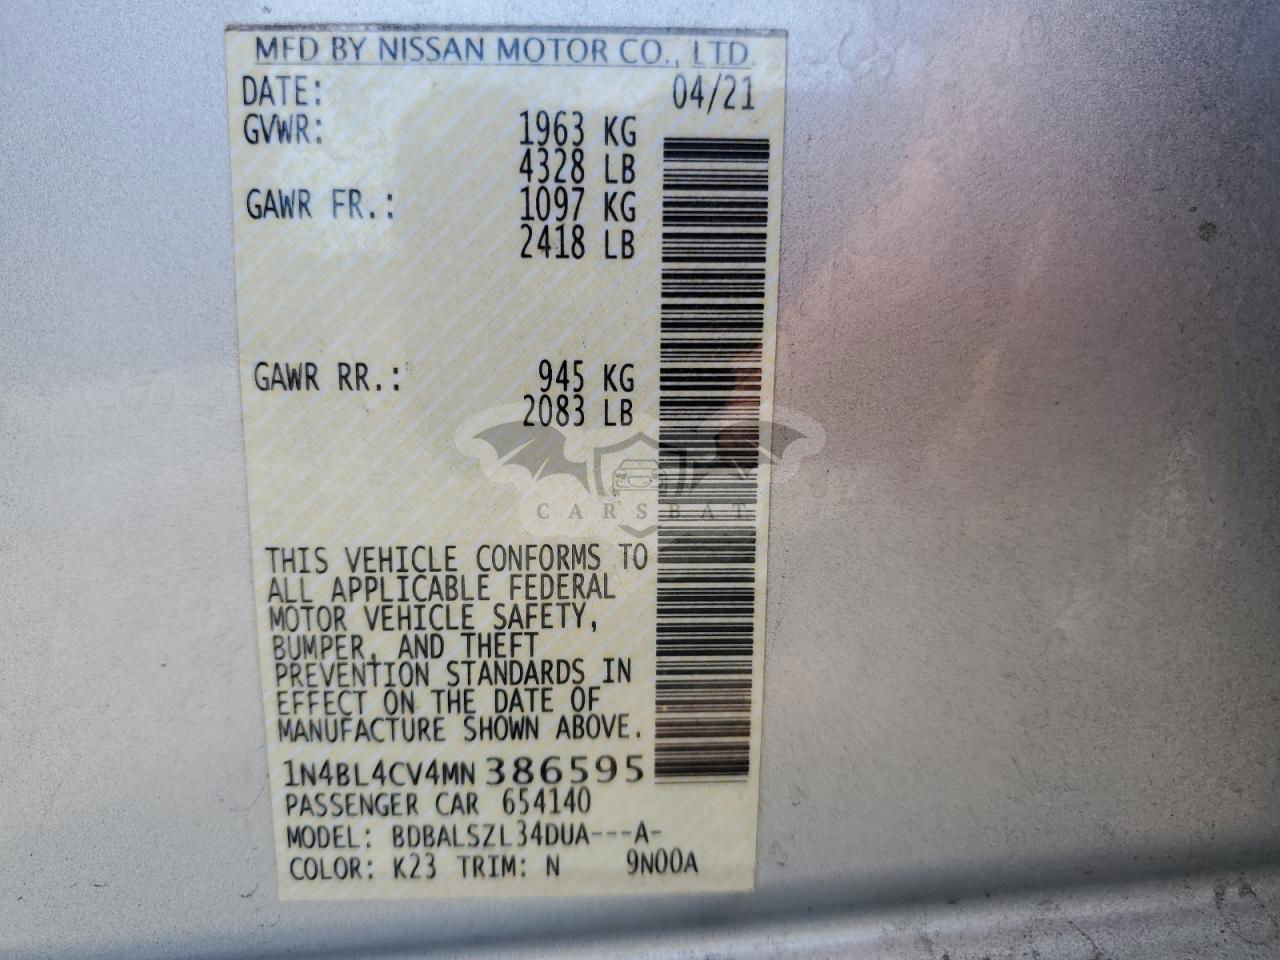 MFD BY NISSAN MOTOR CO., LTD.
DATE: 04/21
GVWR: 1963 KG
4328 LB
GAWR FR.: 1097 KG
2418 LB
GAWR RR.: 945 KG
2083 LB
CARSBAT
THIS VEHICLE CONFORMS TO
ALL APPLICABLE FEDERAL
MOTOR VEHICLE SAFETY,
BUMPER, AND THEFT
PREVENTION STANDARDS IN
EFFECT ON THE DATE OF
MANUFACTURE SHOWN ABOVE.
1N4BL4CV4MN386595
PASSENGER CAR 654140
MODEL: BDBALSZL34DUA---A-
COLOR: K23 TRIM: N 9N00A